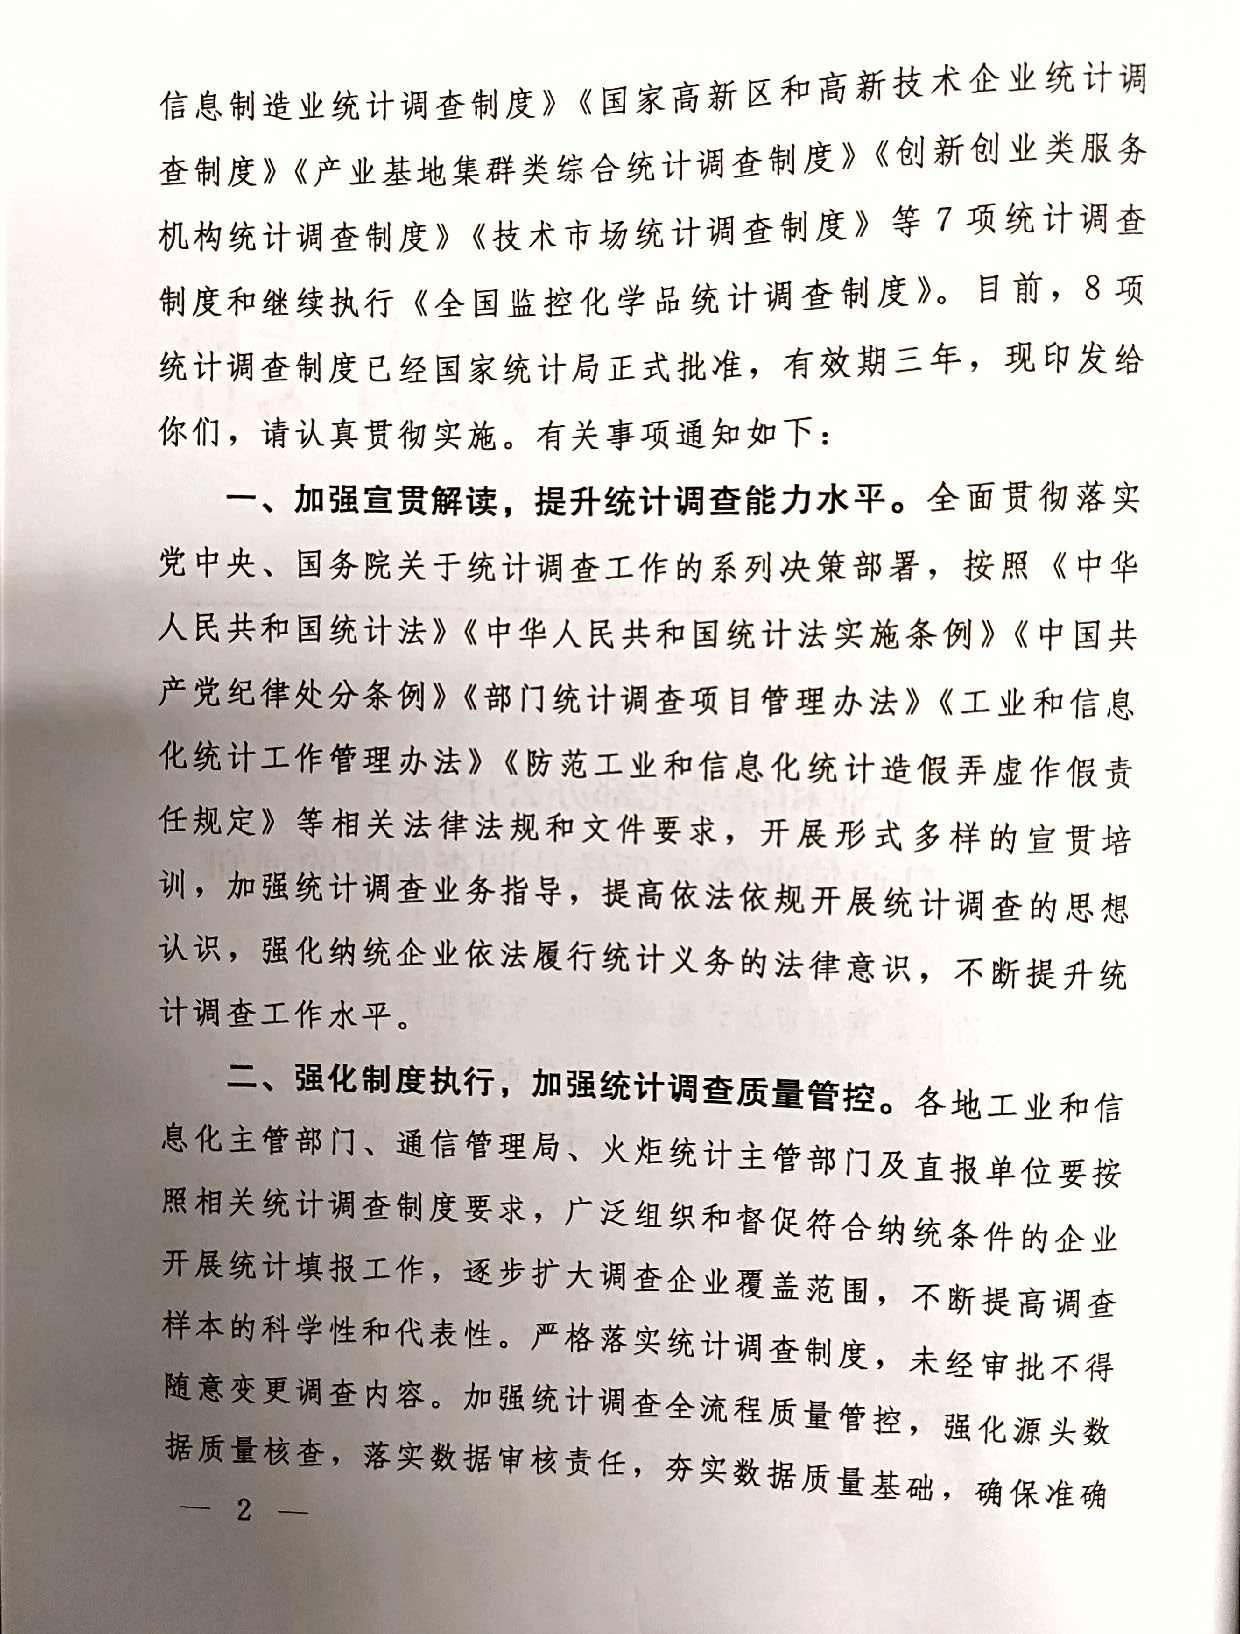 信息制造业统计调查制度》《国家高新区和高新技术企业统计调
查制度》《产业基地集群类综合统计调查制度》《创新创业类服务
机构统计调查制度》《技术市场统计调查制度》等7项统计调查
制度和继续执行《全国监控化学品统计调查制度》。目前，8项
统计调查制度已经国家统计局正式批准，有效期三年，现印发给
你们，请认真贯彻实施。有关事项通知如下：
一、加强宣贯解读，提升统计调查能力水平。全面贯彻落实
党中央、国务院关于统计调查工作的系列决策部署，按照《中华
人民共和国统计法》《中华人民共和国统计法实施条例》《中国共
产党纪律处分条例》《部门统计调查项目管理办法》《工业和信息
化统计工作管理办法》《防范工业和信息化统计造假弄虚作假责
任规定》等相关法律法规和文件要求，开展形式多样的宣贯培
训，加强统计调查业务指导，提高依法依规开展统计调查的思想
认识，强化纳统企业依法履行统计义务的法律意识，不断提升统
计调查工作水平。
二、强化制度执行，加强统计调查质量管控。各地工业和信
息化主管部门、通信管理局、火炬统计主管部门及直报单位要按
照相关统计调查制度要求，广泛组织和督促符合纳统条件的企业
开展统计填报工作，逐步扩大调查企业覆盖范围，不断提高调查
样本的科学性和代表性。严格落实统计调查制度，未经审批不得
随意变更调查内容。加强统计调查全流程质量管控，强化源头数
据质量核查，落实数据审核责任，夯实数据质量基础，确保准确
— 2 —